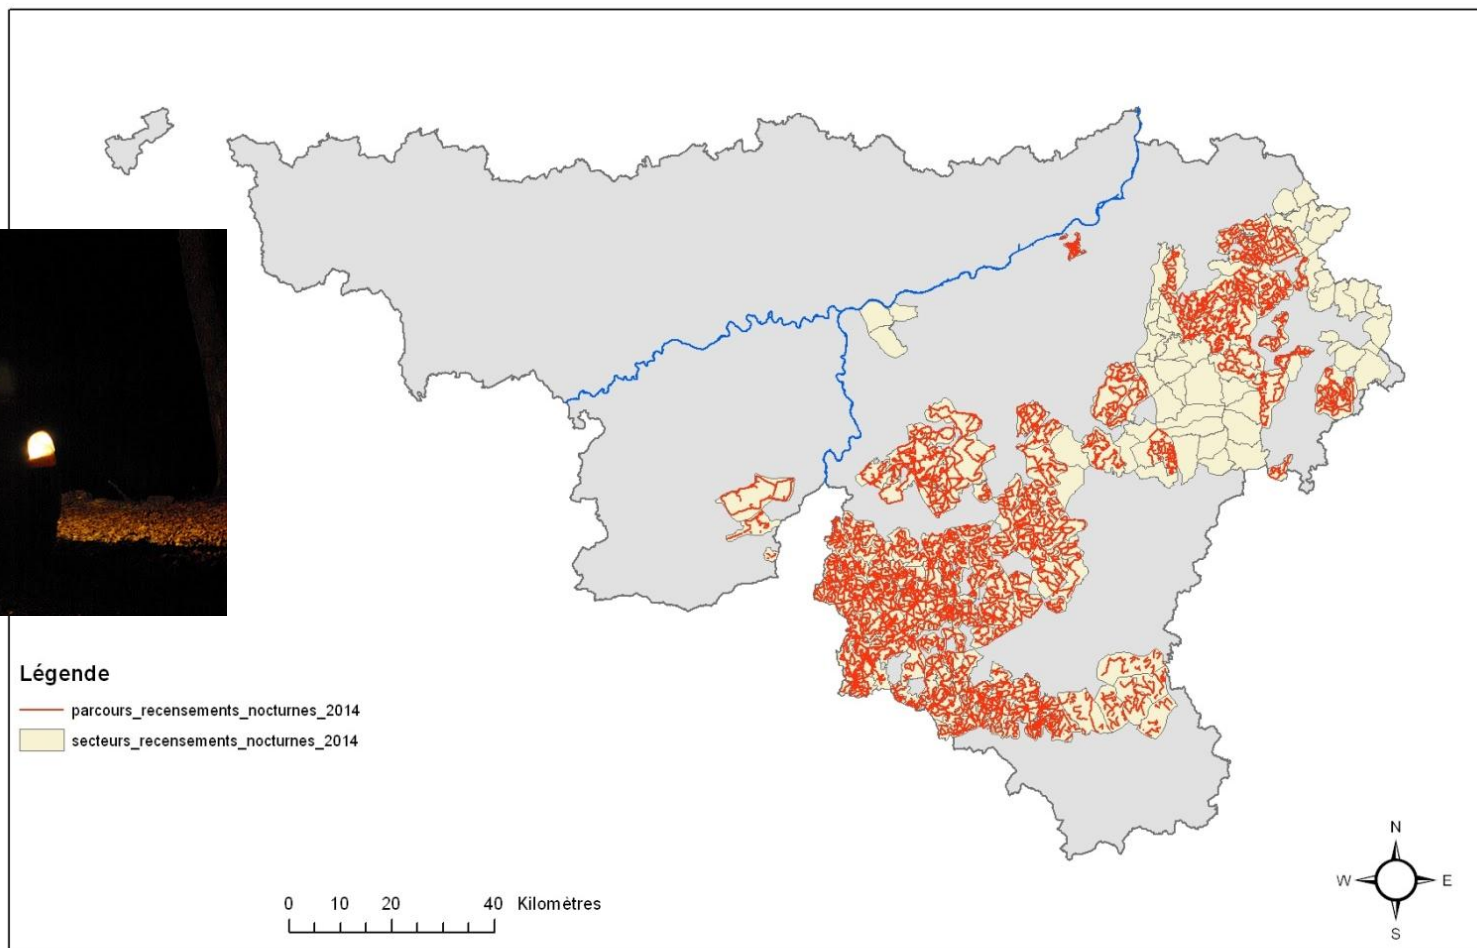 Légende
parcours_recensements_nocturnes_2014
secteurs_recensements_nocturnes_2014
0 10 20 40 Kilomètres
N
W E
S